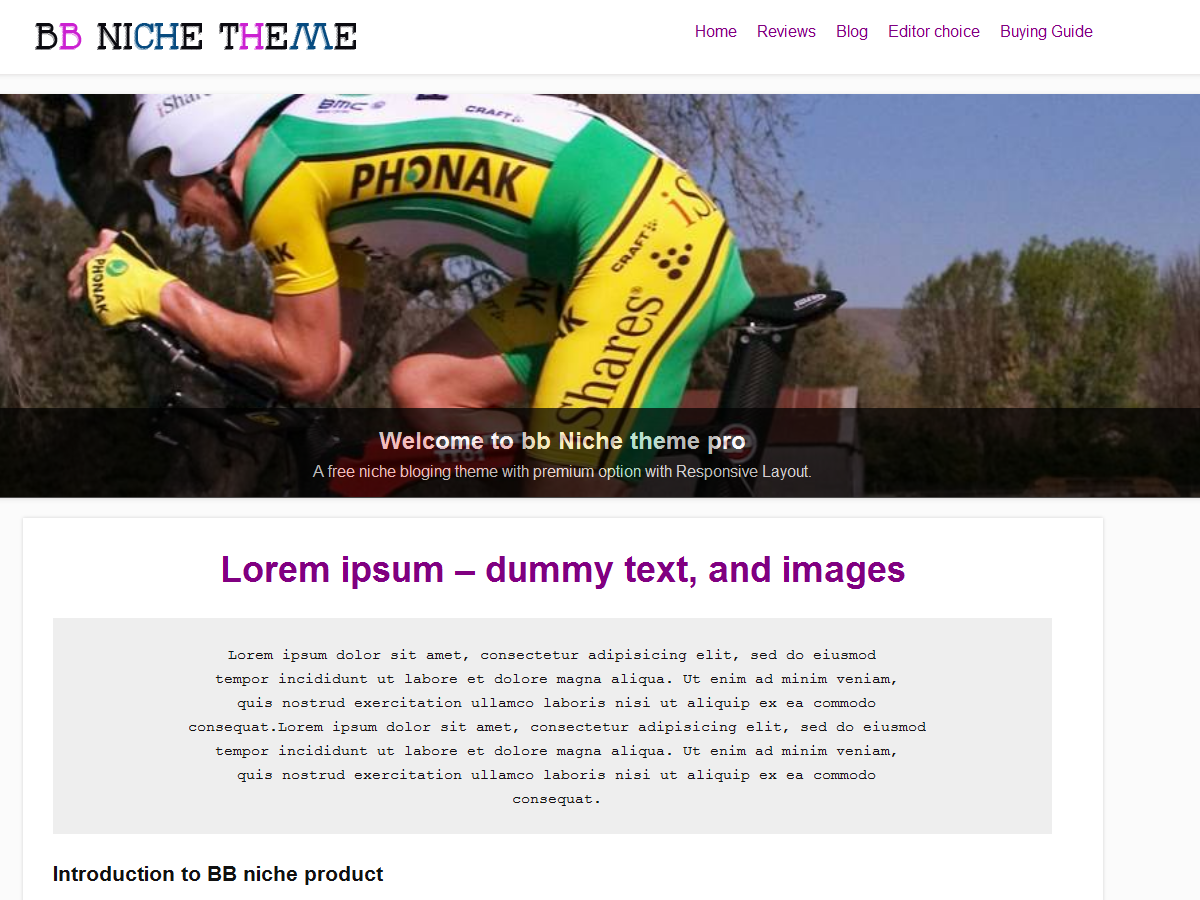 BB NICHE THEME
Home Reviews Blog Editor choice Buying Guide
iShar
BMC
CRAFT
PHONAK
iS
CRAFT
AK
PHONAK
AK
K
iShares®
Welcome to bb Niche theme pro
A free niche bloging theme with premium option with Responsive Layout.
Lorem ipsum – dummy text, and images
Lorem ipsum dolor sit amet, consectetur adipisicing elit, sed do eiusmod
tempor incididunt ut labore et dolore magna aliqua. Ut enim ad minim veniam,
quis nostrud exercitation ullamco laboris nisi ut aliquip ex ea commodo
consequat.Lorem ipsum dolor sit amet, consectetur adipisicing elit, sed do eiusmod
tempor incididunt ut labore et dolore magna aliqua. Ut enim ad minim veniam,
quis nostrud exercitation ullamco laboris nisi ut aliquip ex ea commodo
consequat.
Introduction to BB niche product